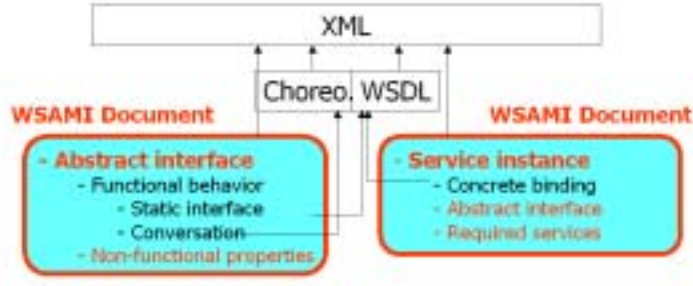 XML
Choreo. WSDL
WSAMI Document
- Abstract interface
- Functional behavior
- Static interface
- Conversation
- Non-functional properties
WSAMI Document
- Service instance
- Concrete binding
- Abstract interface
- Required services